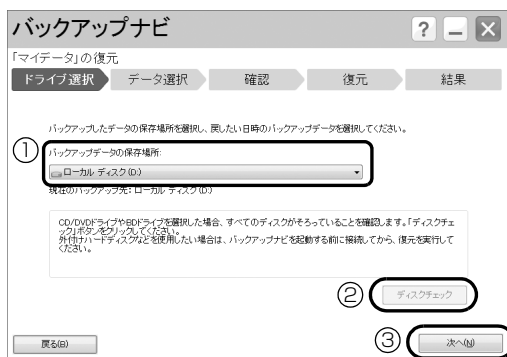 バックアップナビ
「マイデータ」の復元
ドライブ選択 データ選択 確認 復元 結果
バックアップしたデータの保存場所を選択し、戻したい日時のバックアップデータを選択してください。
① バックアップデータの保存場所:
ローカル ディスク(D:)
現在のバックアップ先: ローカル ディスク(D:)
CD/DVDドライブやBDドライブを選択した場合、すべてのディスクがそろっていることを確認します。「ディスクチェ
ック」ボタンをクリックしてください。
外付けハードディスクなどを使用したい場合は、バックアップナビを起動する前に接続してから、復元を実行して
ください。
② ディスクチェック
戻る(B) ③ 次へ(N)